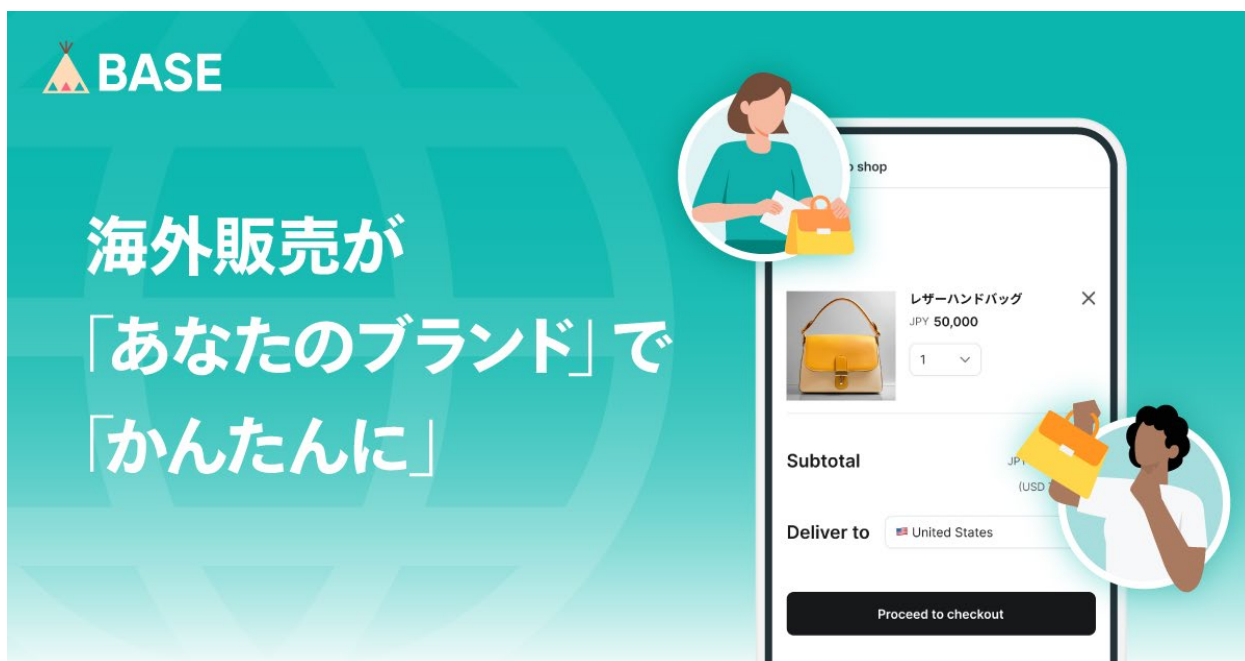 BASE
海外販売が
「あなたのブランド」で
「かんたんに」
shop
レザーハンドバッグ
JPY 50,000
1
Subtotal
(USD
Deliver to
United States
Proceed to checkout